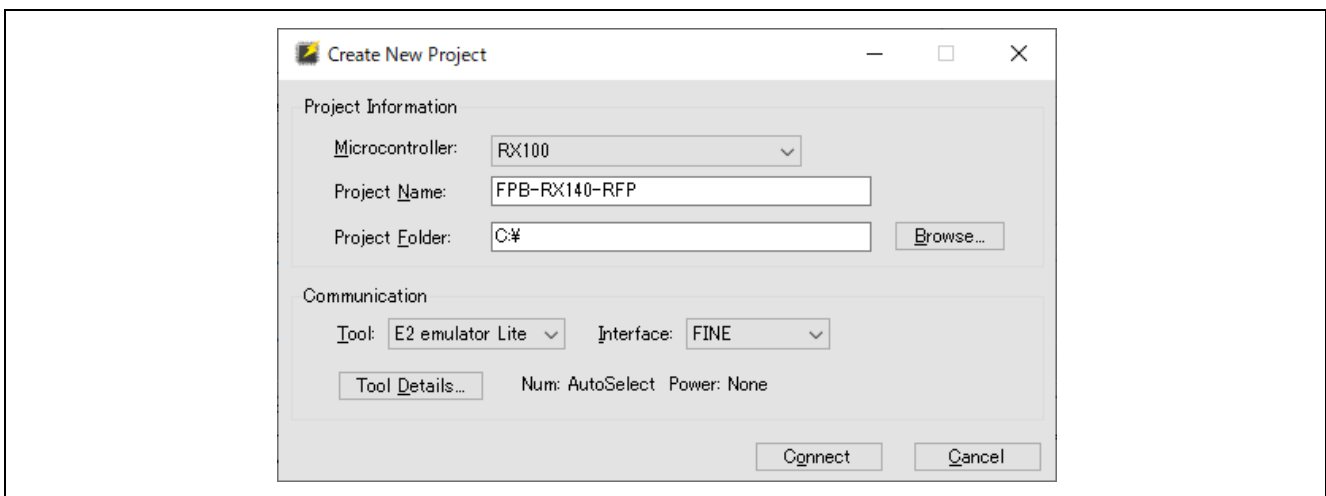 Create New Project
Project Information
Microcontroller: RX100
Project Name: FPB-RX140-RFP
Project Folder: C:¥ Browse...
Communication
Tool: E2 emulator Lite Interface: FINE
Tool Details... Num: AutoSelect Power: None
Connect Cancel